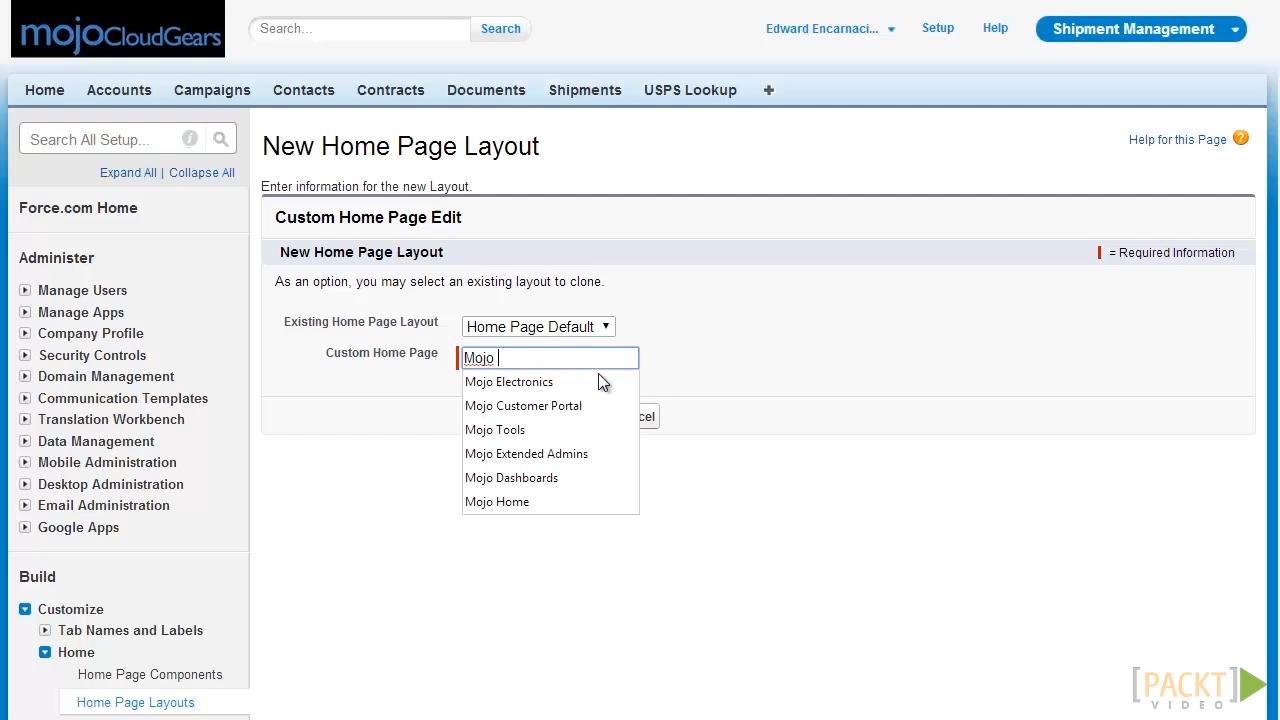 mojoCloudGears
Search...
Search
Edward Encarnaci...
Setup
Help
Shipment Management
Home
Accounts
Campaigns
Contacts
Contracts
Documents
Shipments
USPS Lookup
+
Search All Setup...
Expand All | Collapse All
Force.com Home
Administer
Manage Users
Manage Apps
Company Profile
Security Controls
Domain Management
Communication Templates
Translation Workbench
Data Management
Mobile Administration
Desktop Administration
Email Administration
Google Apps
Build
Customize
Tab Names and Labels
Home
Home Page Components
Home Page Layouts
New Home Page Layout
Help for this Page ?
Enter information for the new Layout.
Custom Home Page Edit
New Home Page Layout
= Required Information
As an option, you may select an existing layout to clone.
Existing Home Page Layout
Home Page Default
Custom Home Page
Mojo
Mojo Electronics
Mojo Customer Portal
Mojo Tools
Mojo Extended Admins
Mojo Dashboards
Mojo Home
cel
[PACKT]
VIDEO